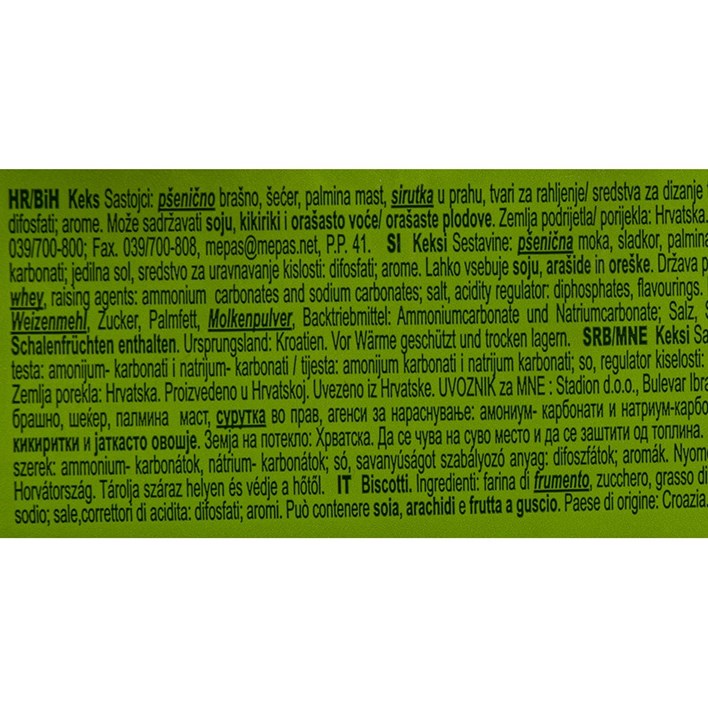 HR/BiH Keks Sastojci: pšenično brašno, šećer, palmina mast, sirutka u prahu, tvari za rahljenje/ sredstva za dizanje
difosfati; arome. Može sadržavati soju, kikiriki i orašasto voće/ orašaste plodove. Zemlja podrijetla/ porijekla: Hrvatska.
039/700-800; Fax. 039/700-808, mepas@mepas.net, P.P. 41. SI Keksi Sestavine: pšenična moka, sladkor, palmina
karbonati; jedilna sol, sredstvo za uravnavanje kislosti: difosfati; arome. Lahko vsebuje soju, arašide in oreške. Država
whey, raising agents: ammonium carbonates and sodium carbonates; salt, acidity regulator: diphosphates, flavourings.
Weizenmehl, Zucker, Palmfett, Molkenpulver, Backtriebmittel: Ammoniumcarbonate und Natriumcarbonate; Salz,
Schalenfrüchten enthalten. Ursprungsland: Kroatien. Vor Wärme geschützt und trocken lagern. SRB/MNE Keksi
testa: amonijum- karbonati i natrijum- karbonati / tijesta: amonijum karbonati i natrijum karbonati; so, regulator kiselosti:
Zemlja porekla: Hrvatska. Proizvedeno u Hrvatskoj. Uvezeno iz Hrvatske. UVOZNIK za MNE : Stadion d.o.o., Bulevar
брашно, шеќер, палмина маст, сурутка во прав, агенси за нараснување: амониум- карбонати и натриум-карбо
кикиритки и јаткасто овошје. Земја на потекло: Хрватска. Да се чува на суво место и да се заштити од топлина.
szerek: ammonium- karbonátok, nátrium- karbonátok; só, savanyúságot szabályozó anyag: difoszfátok; aromák.
Horvátország. Tárolja száraz helyen és védje a hőtől. IT Biscotti. Ingredienti: farina di frumento, zucchero, grasso di
sodio; sale,correttori di acidita: difosfati; aromi. Può contenere soia, arachidi e frutta a guscio. Paese di origine: Croazia.